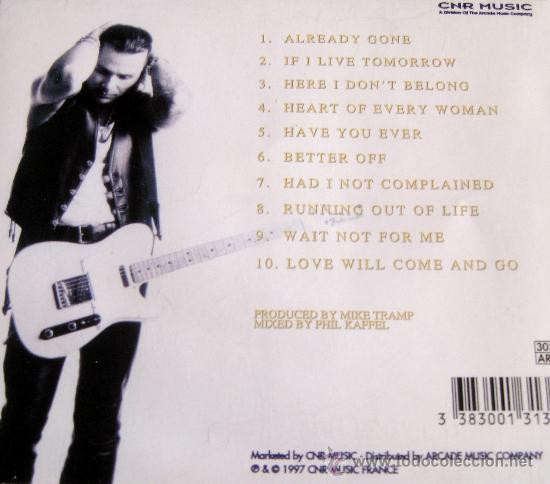 CNR MUSIC
A Division Of The Arcade Music Company
1. ALREADY GONE
2. IF I LIVE TOMORROW
3. HERE I DON'T BELONG
4. HEART OF EVERY WOMAN
5. HAVE YOU EVER
6. BETTER OFF
7. HAD I NOT COMPLAINED
8. RUNNING OUT OF LIFE
9. WAIT NOT FOR ME
10. LOVE WILL COME AND GO
PRODUCED BY MIKE TRAMP
MIXED BY PHIL KAFFEL
303
AR
3 383001 313
Marketed by CNR MUSIC - Distributed by ARCADE MUSIC COMPANY
℗ & © 1997 CNR MUSIC FRANCE
www.todocoleccion.net